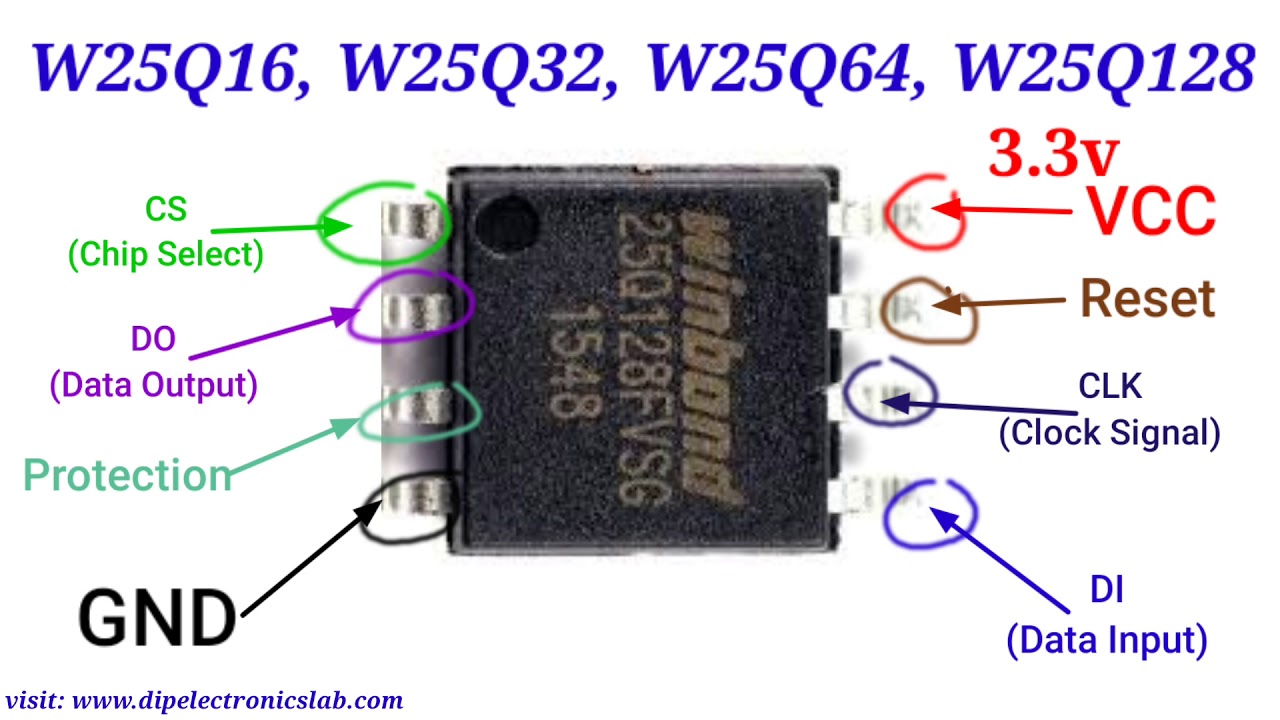 W25Q16, W25Q32, W25Q64, W25Q128
3.3v
VCC
CS
(Chip Select)
Reset
DO
(Data Output)
CLK
(Clock Signal)
Protection
GND
DI
(Data Input)
winbond
25Q128FVSG
1548
visit: www.dipelectronicslab.com